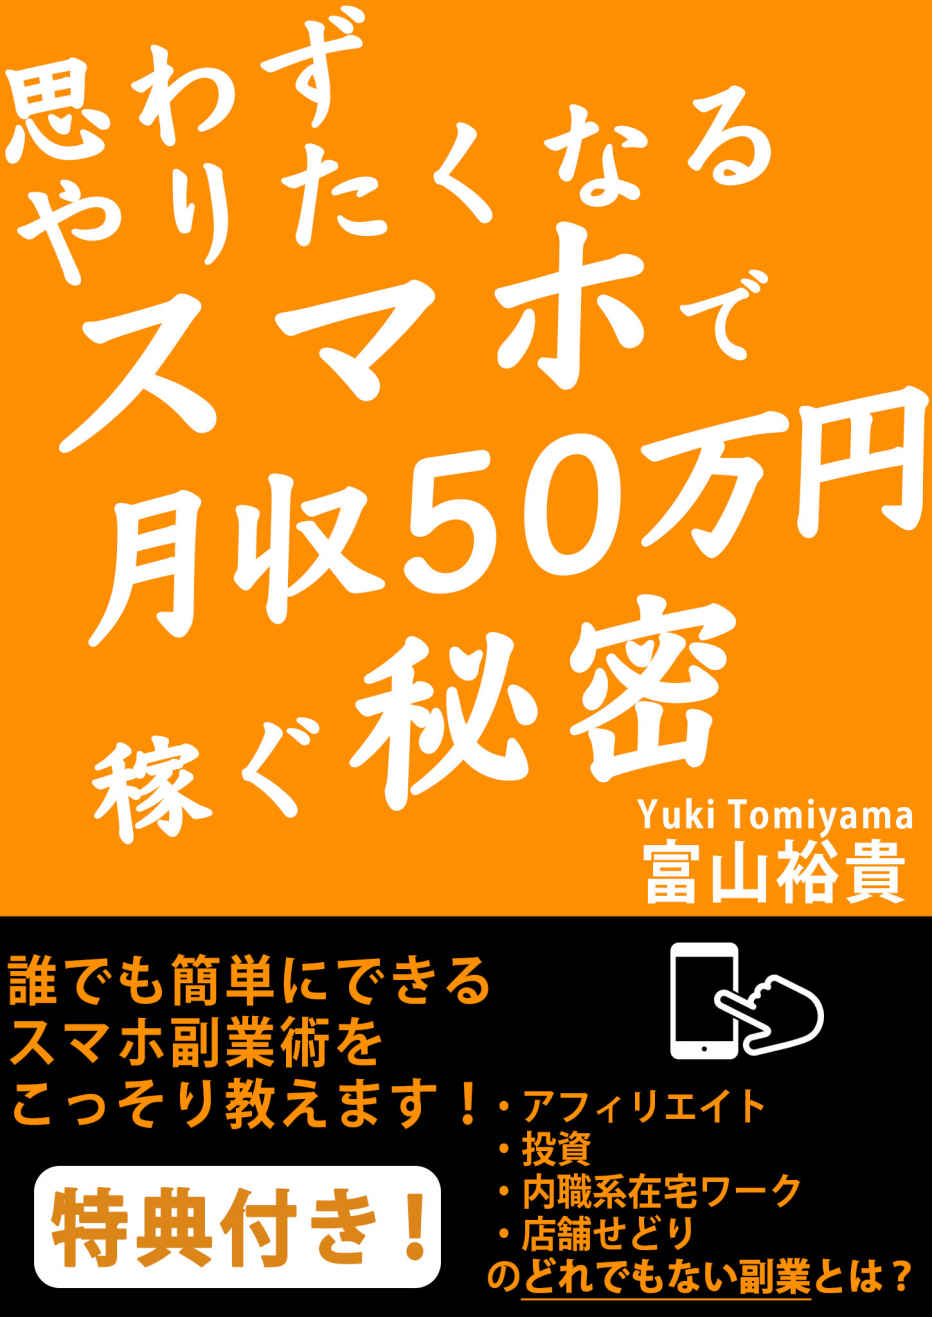 思わず
やりたくなる
スマホで
月収50万円
稼ぐ秘密
Yuki Tomiyama
富山裕貴
誰でも簡単にできる
スマホ副業術を
こっそり教えます！
特典付き！
・アフィリエイト
・投資
・内職系在宅ワーク
・店舗せどり
のどれでもない副業とは？